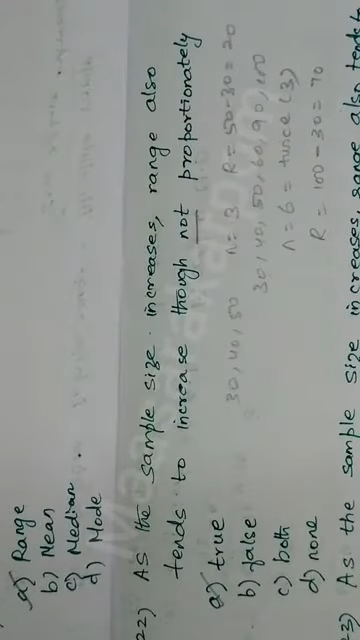 a) Range
b) Mean
c) Median.
d) Mode
22) As the sample size increases, range also
tends to increase though not proportionately
a) true
b) false
c) both
d) none
30, 40, 50 n = 3 R = 50-30 = 20
30, 40, 50, 60, 90, 100
n = 6 = twice (3)
R = 100 - 30 = 70
3) As the sample size increases range also tends to